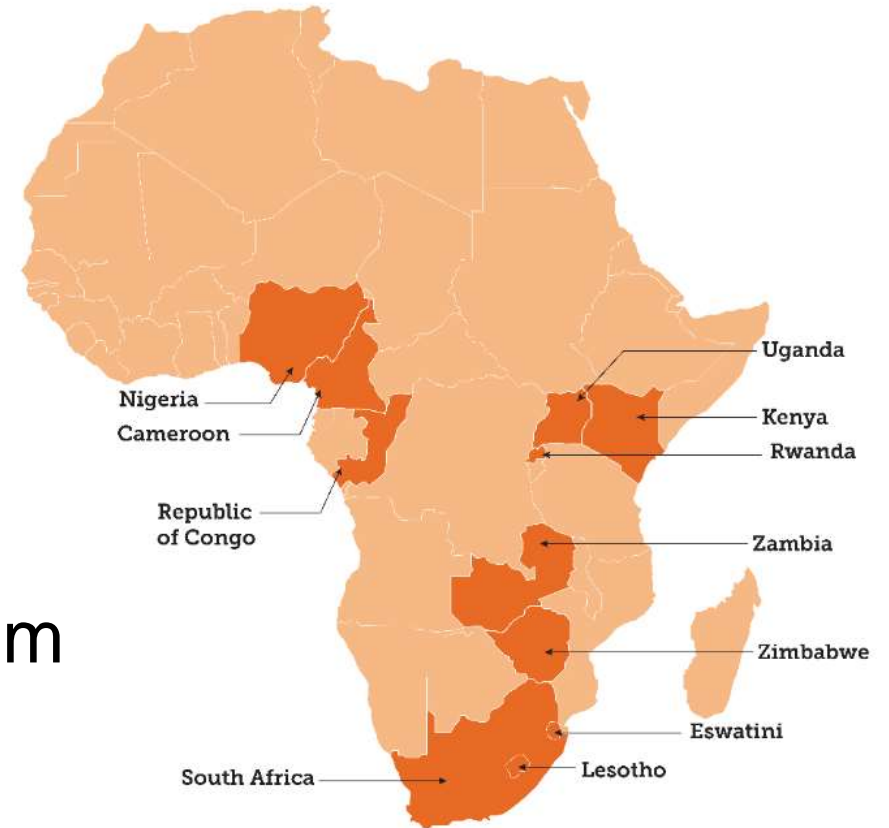 Uganda
Nigeria
Kenya
Cameroon
Rwanda
Republic
of Congo
Zambia
m
Zimbabwe
Eswatini
Lesotho
South Africa